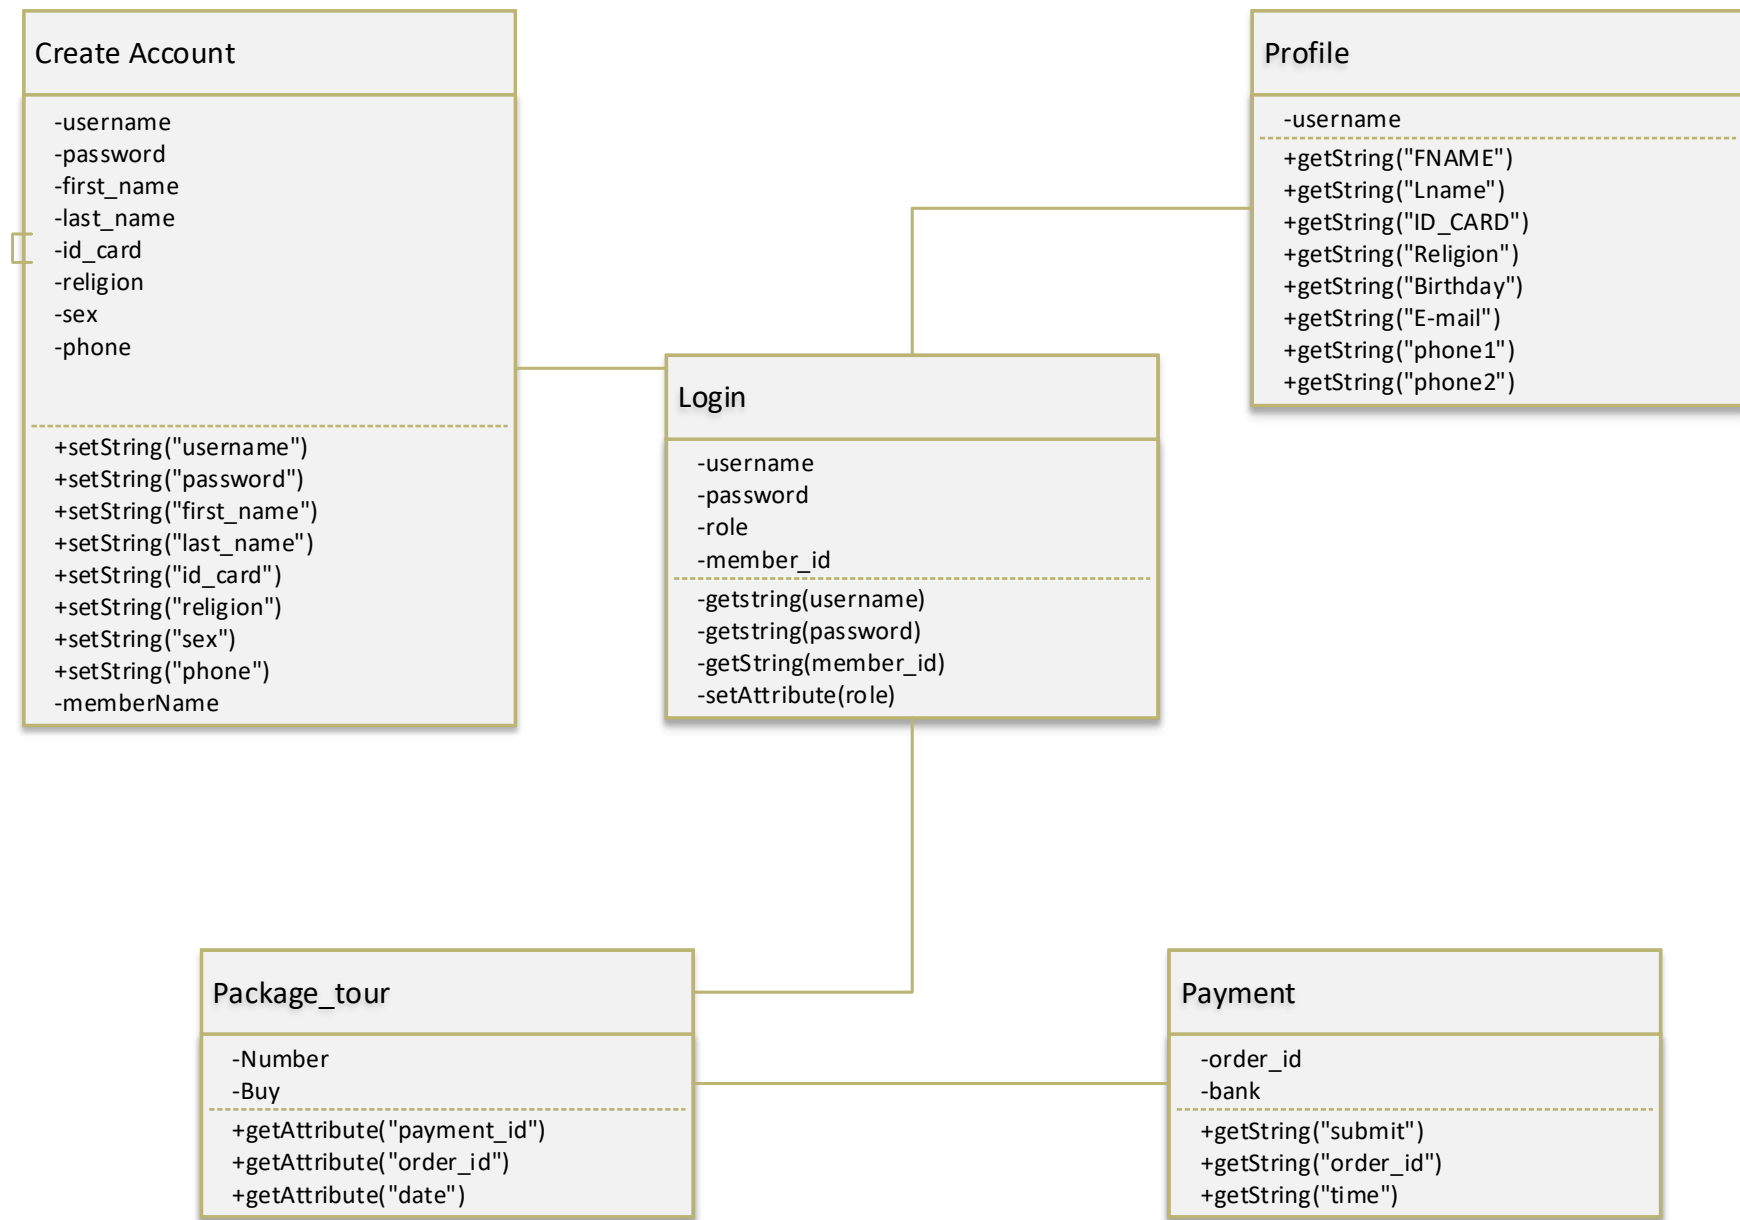 Create Account
-username
-password
-first_name
-last_name
-id_card
-religion
-sex
-phone
+setString("username")
+setString("password")
+setString("first_name")
+setString("last_name")
+setString("id_card")
+setString("religion")
+setString("sex")
+setString("phone")
-memberName
Profile
-username
+getString("FNAME")
+getString("Lname")
+getString("ID_CARD")
+getString("Religion")
+getString("Birthday")
+getString("E-mail")
+getString("phone1")
+getString("phone2")
Login
-username
-password
-role
-member_id
-getstring(username)
-getstring(password)
-getString(member_id)
-setAttribute(role)
Package_tour
-Number
-Buy
+getAttribute("payment_id")
+getAttribute("order_id")
+getAttribute("date")
Payment
-order_id
-bank
+getString("submit")
+getString("order_id")
+getString("time")